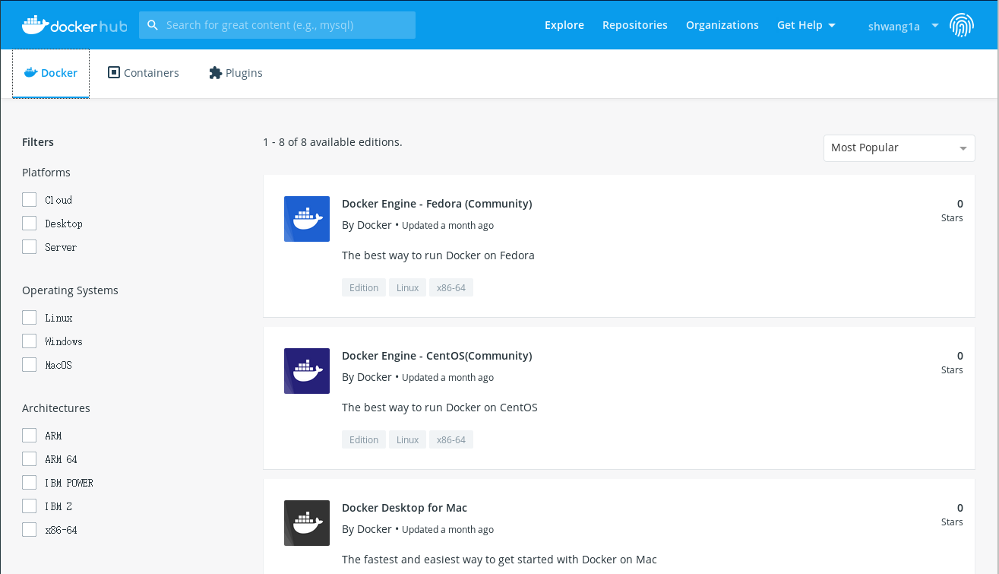 dockerhub Search for great content (e.g., mysql) Explore Repositories Organizations Get Help shwang1a
Docker Containers Plugins
Filters
Platforms
Cloud
Desktop
Server
Operating Systems
Linux
Windows
MacOS
Architectures
ARM
ARM 64
IBM POWER
IBM Z
x86-64
1 - 8 of 8 available editions. Most Popular
Docker Engine - Fedora (Community) 0
By Docker • Updated a month ago Stars
The best way to run Docker on Fedora
Edition Linux x86-64
Docker Engine - CentOS(Community) 0
By Docker • Updated a month ago Stars
The best way to run Docker on CentOS
Edition Linux x86-64
Docker Desktop for Mac 0
By Docker • Updated a month ago Stars
The fastest and easiest way to get started with Docker on Mac